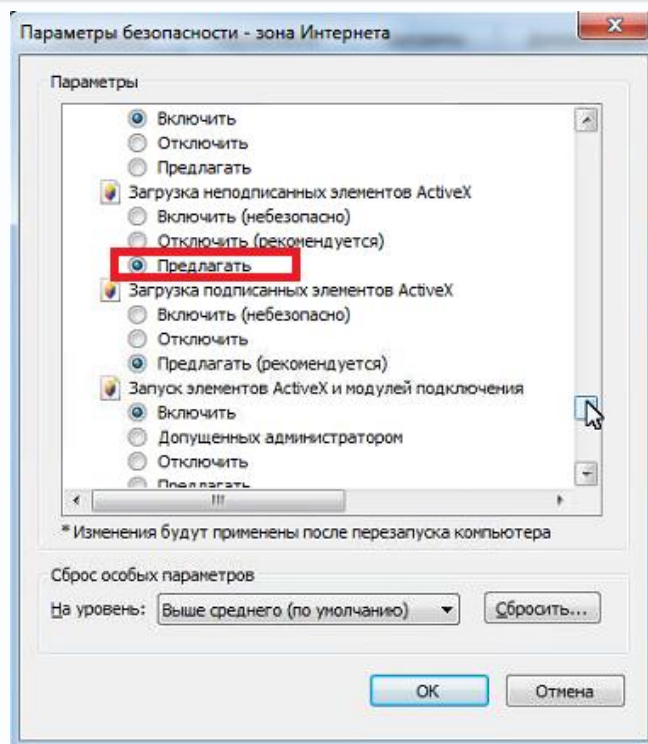 Параметры безопасности - зона Интернета
Параметры
Включить
Отключить
Предлагать
Загрузка неподписанных элементов ActiveX
Включить (небезопасно)
Отключить (рекомендуется)
Предлагать
Загрузка подписанных элементов ActiveX
Включить (небезопасно)
Отключить
Предлагать (рекомендуется)
Запуск элементов ActiveX и модулей подключения
Включить
Допущенных администратором
Отключить
Предлагать
* Изменения будут применены после перезапуска компьютера
Сброс особых параметров
На уровень: Выше среднего (по умолчанию) Сбросить...
ОК Отмена